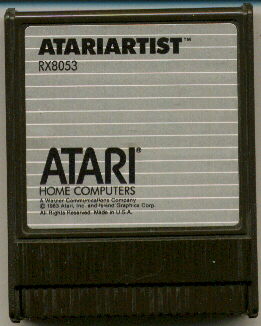 ATARIARTIST™
RX8053
ATARI®
HOME COMPUTERS
A Warner Communications Company
© 1983 Atari, Inc. and Island Graphics Corp.
All Rights Reserved. Made in U.S.A.